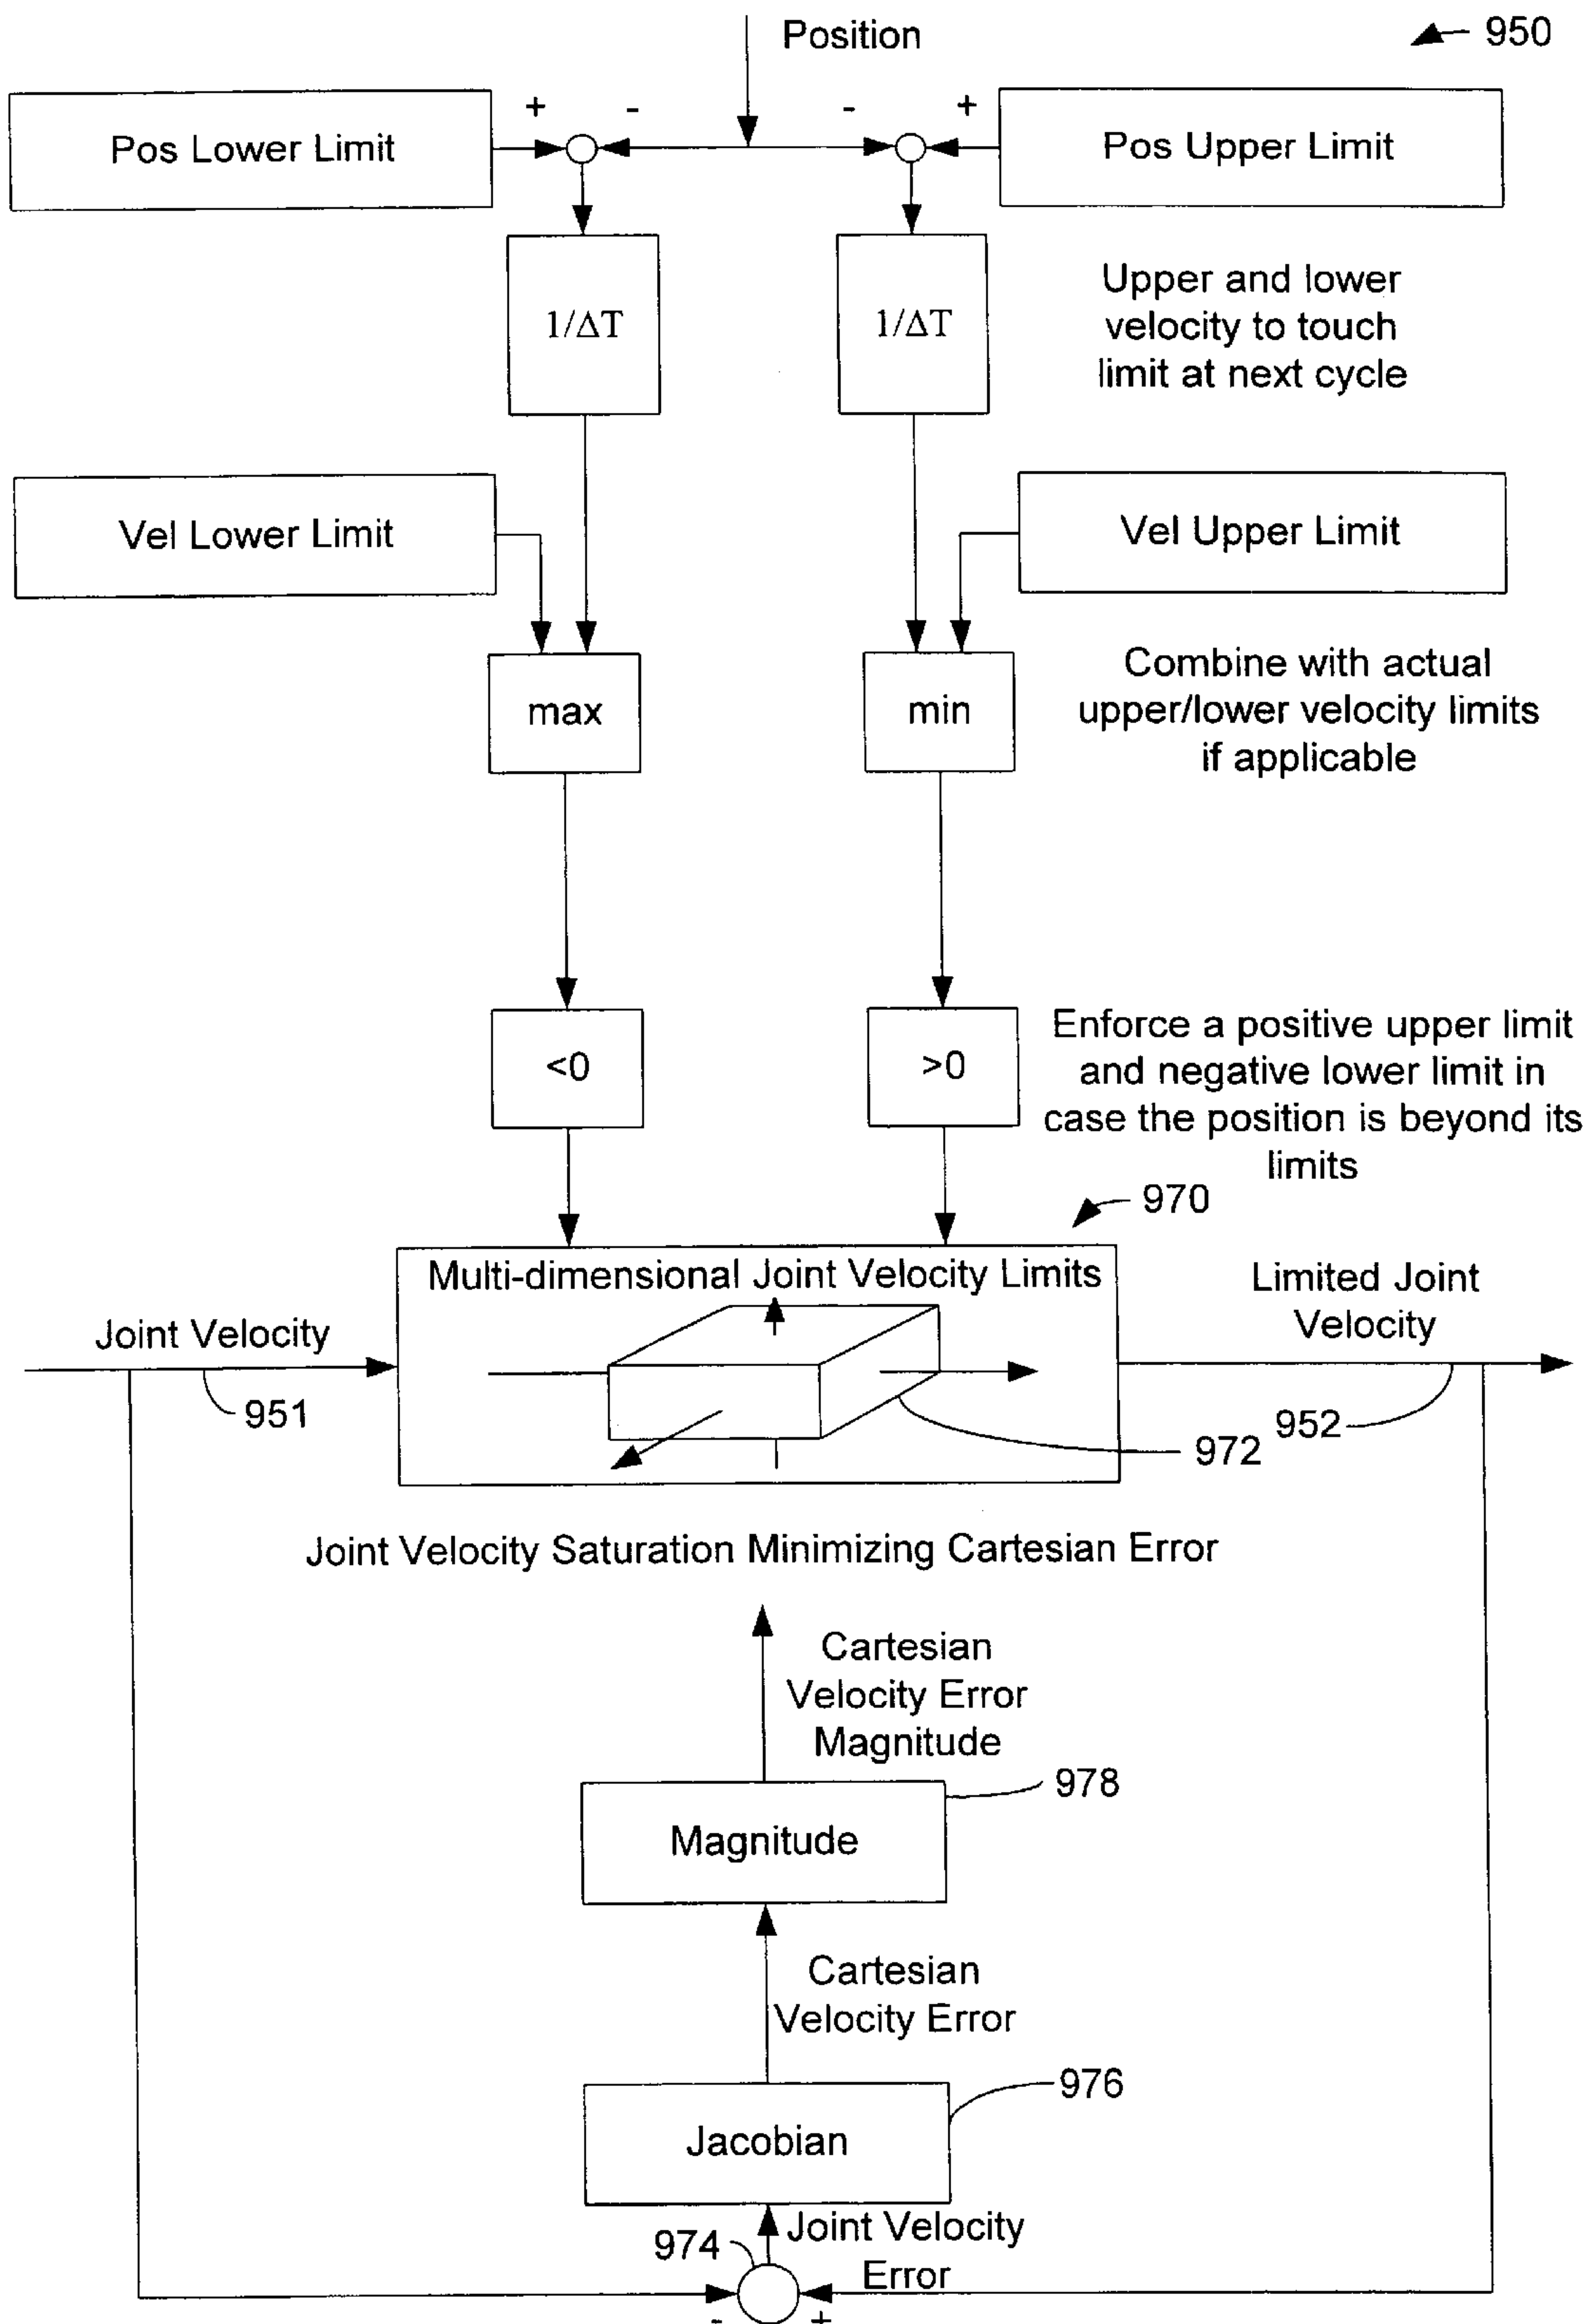 Position
950
+
-
-
+
Pos Lower Limit
Pos Upper Limit
1/ΔT
1/ΔT
Upper and lower
velocity to touch
limit at next cycle
Vel Lower Limit
Vel Upper Limit
max
min
Combine with actual
upper/lower velocity limits
if applicable
<0
>0
Enforce a positive upper limit
and negative lower limit in
case the position is beyond its
limits
970
Multi-dimensional Joint Velocity Limits
Joint Velocity
Limited Joint
Velocity
951
952
972
Joint Velocity Saturation Minimizing Cartesian Error
Cartesian
Velocity Error
Magnitude
978
Magnitude
Cartesian
Velocity Error
976
Jacobian
974
Joint Velocity
Error
-
+